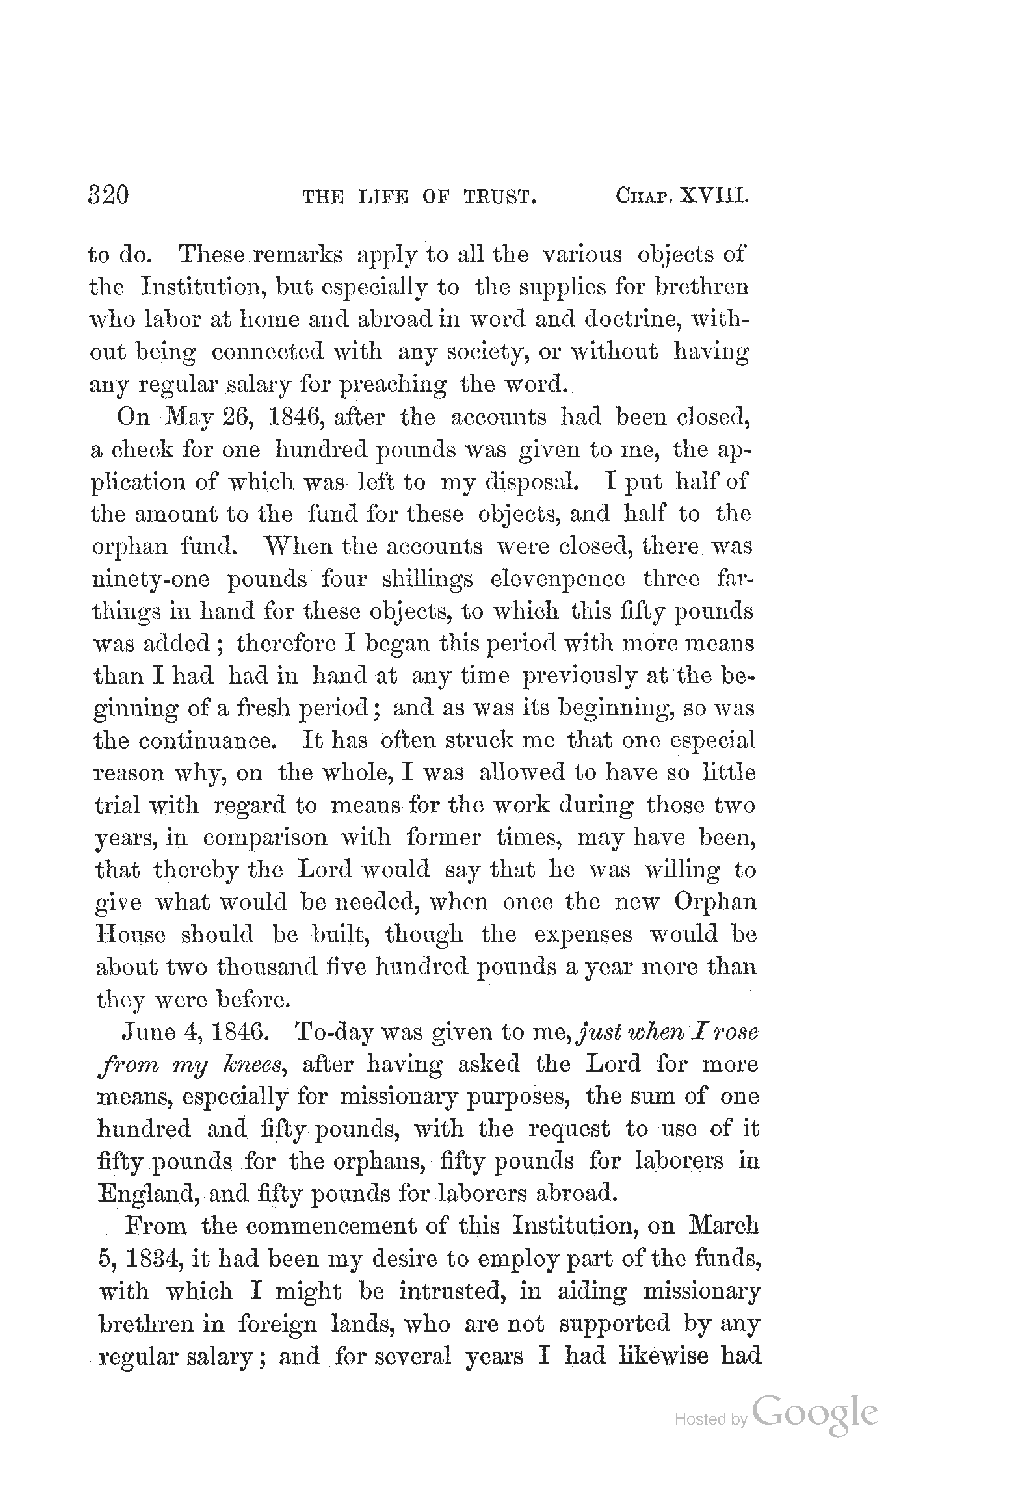 320 THE LIFE OF TRUST. CHAP. XVIII.
to do. These remarks apply to all the various objects of
the Institution, but especially to the supplies for brethren
who labor at home and abroad in word and doctrine, with-
out being connected with any society, or without having
any regular salary for preaching the word.
On May 26, 1846, after the accounts had been closed,
a check for one hundred pounds was given to me, the ap-
plication of which was left to my disposal. I put half of
the amount to the fund for these objects, and half to the
orphan fund. When the accounts were closed, there was
ninety-one pounds four shillings elevenpence three far-
things in hand for these objects, to which this fifty pounds
was added; therefore I began this period with more means
than I had had in hand at any time previously at the be-
ginning of a fresh period; and as was its beginning, so was
the continuance. It has often struck me that one especial
reason why, on the whole, I was allowed to have so little
trial with regard to means for the work during those two
years, in comparison with former times, may have been,
that thereby the Lord would say that he was willing to
give what would be needed, when once the new Orphan
House should be built, though the expenses would be
about two thousand five hundred pounds a year more than
they were before.
June 4, 1846. To-day was given to me, just when I rose
from my knees, after having asked the Lord for more
means, especially for missionary purposes, the sum of one
hundred and fifty pounds, with the request to use of it
fifty pounds for the orphans, fifty pounds for laborers in
England, and fifty pounds for laborers abroad.
From the commencement of this Institution, on March
5, 1834, it had been my desire to employ part of the funds,
with which I might be intrusted, in aiding missionary
brethren in foreign lands, who are not supported by any
regular salary; and for several years I had likewise had
Hosted by Google